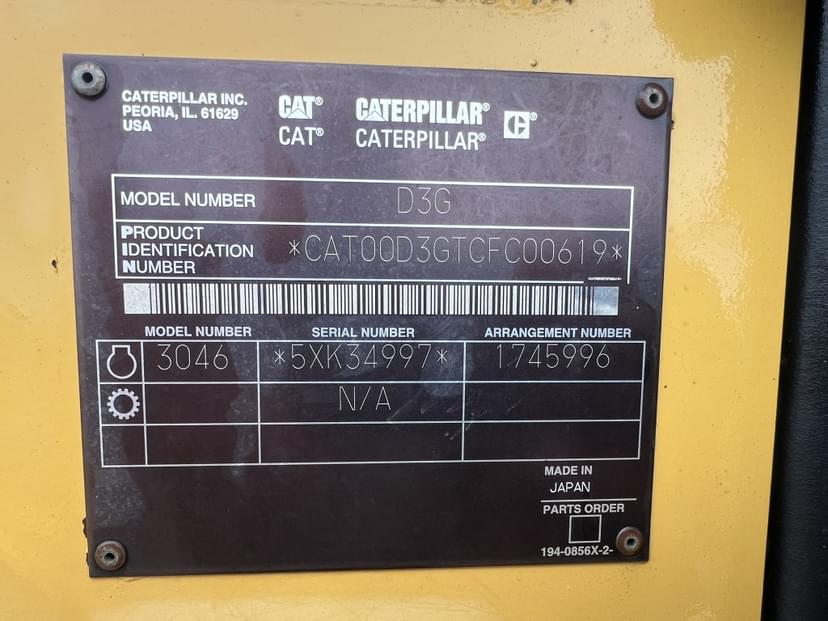 CATERPILLAR INC.
PEORIA, IL. 61629
USA
CAT® CATERPILLAR® C®
CAT® CATERPILLAR®
MODEL NUMBER D3G
PRODUCT
IDENTIFICATION
NUMBER
*CAT00D3GTCFC00619*
MODEL NUMBER SERIAL NUMBER ARRANGEMENT NUMBER
3046 *5XK34997* 1745996
N/A
MADE IN
JAPAN
PARTS ORDER
194-0856X-2-